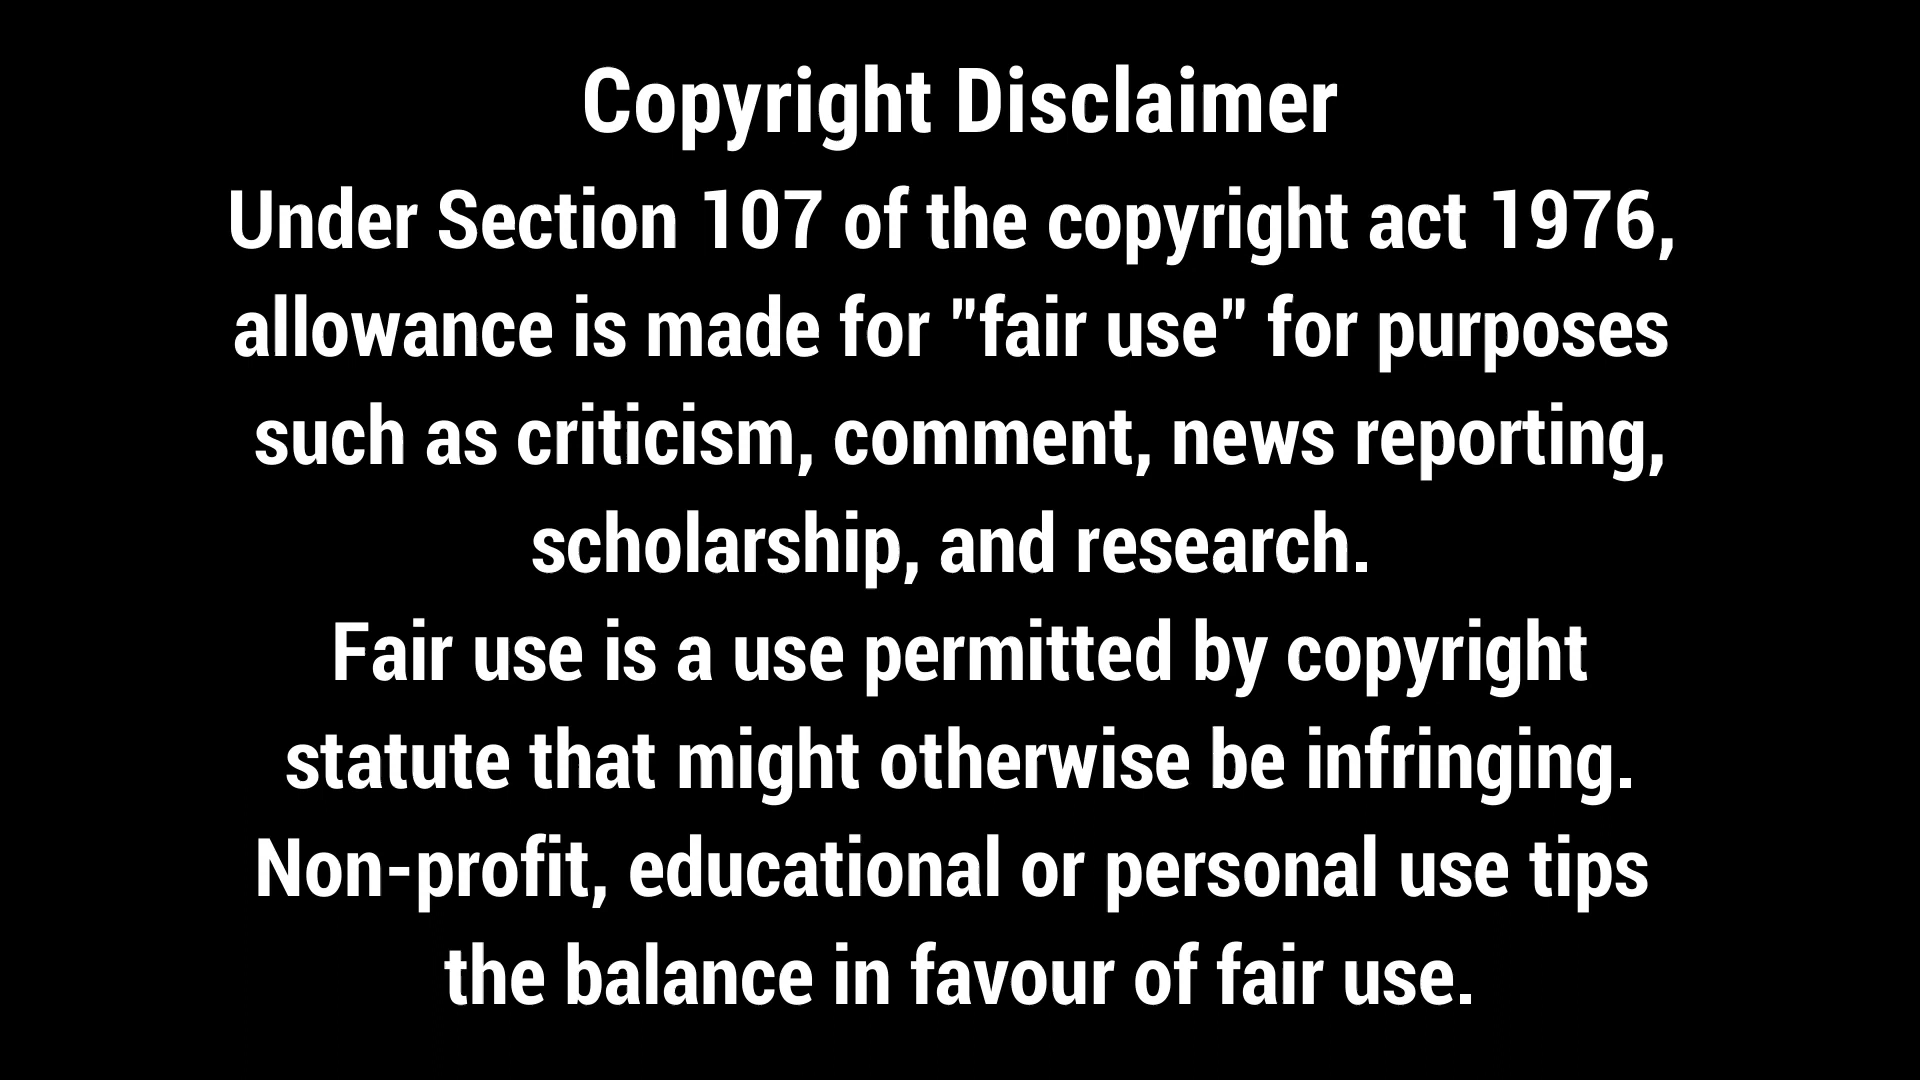 Copyright Disclaimer
Under Section 107 of the copyright act 1976,
allowance is made for "fair use" for purposes
such as criticism, comment, news reporting,
scholarship, and research.
Fair use is a use permitted by copyright
statute that might otherwise be infringing.
Non-profit, educational or personal use tips
the balance in favour of fair use.